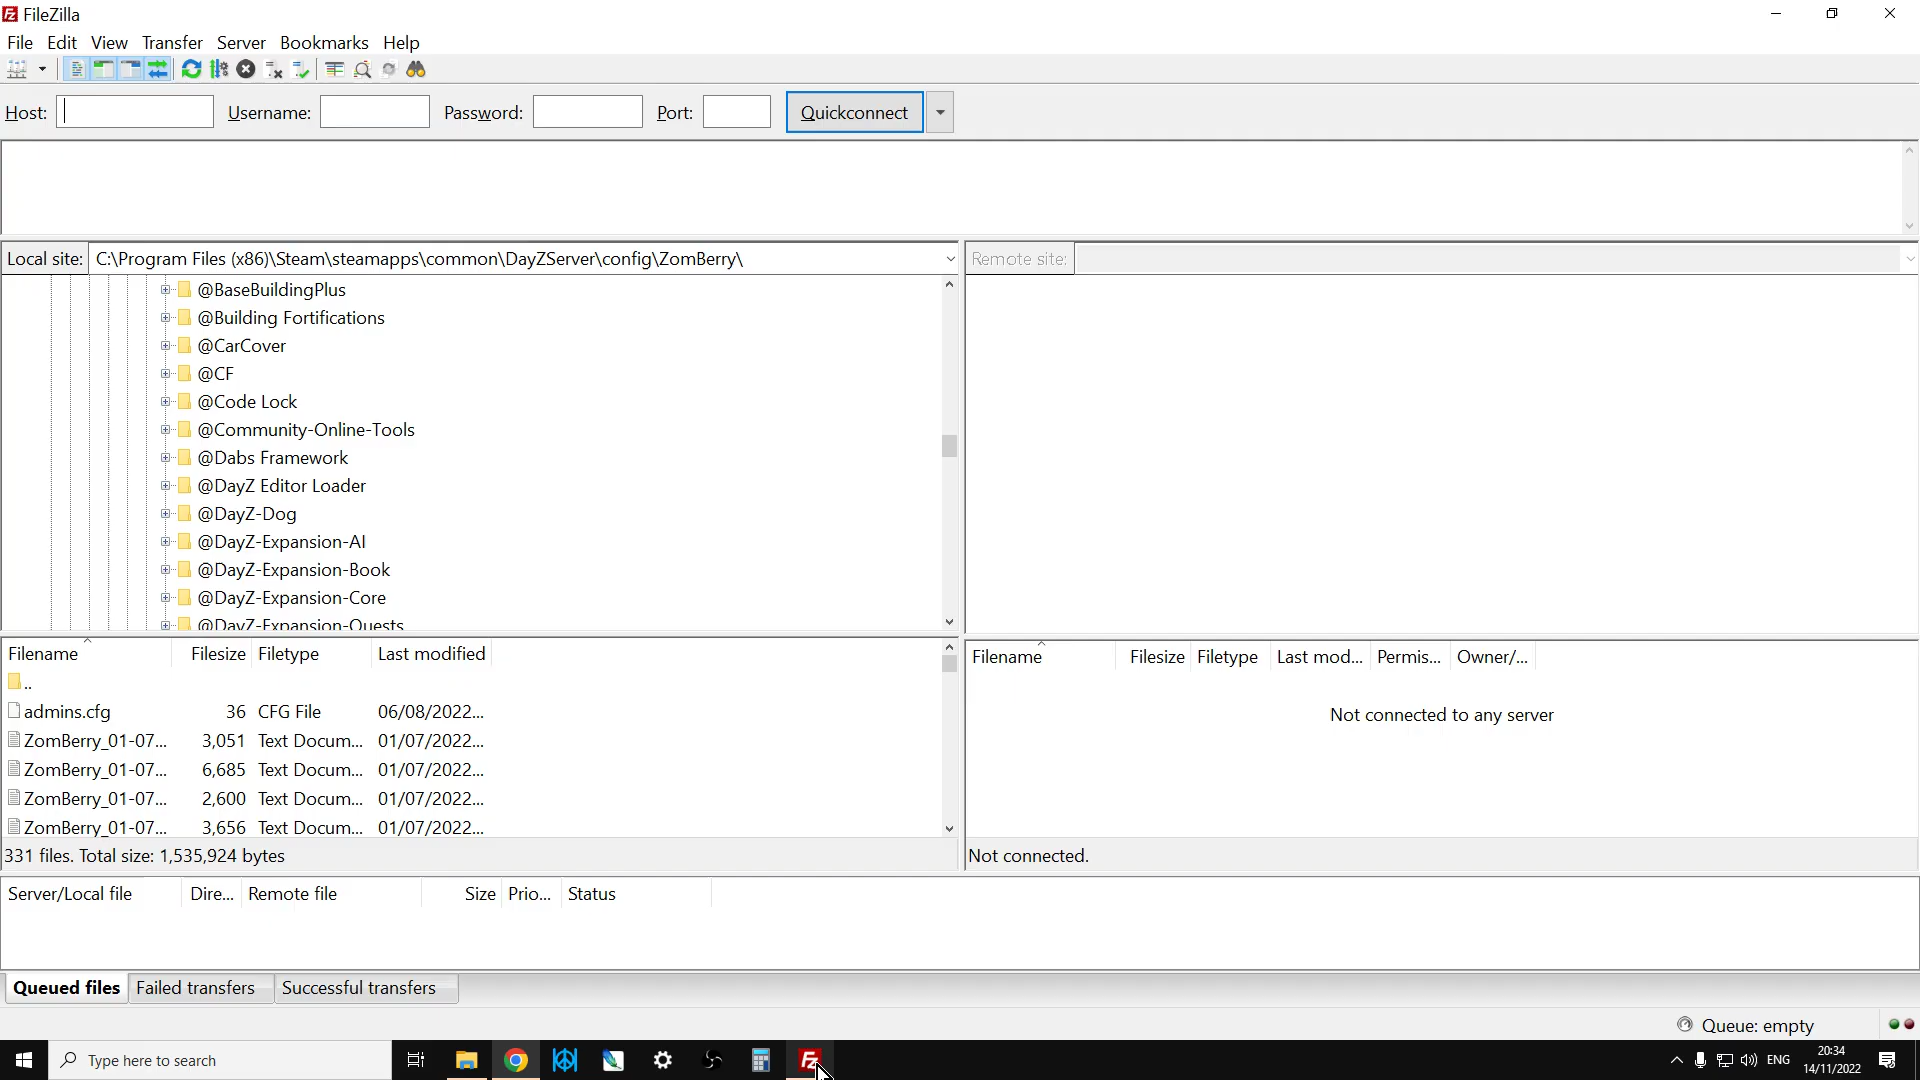 FileZilla
File Edit View Transfer Server Bookmarks Help
Host: Username: Password: Port: Quickconnect
Local site: C:\Program Files (x86)\Steam\steamapps\common\DayZServer\config\ZomBerry\
Remote site:
@BaseBuildingPlus
@Building Fortifications
@CarCover
@CF
@Code Lock
@Community-Online-Tools
@Dabs Framework
@DayZ Editor Loader
@DayZ-Dog
@DayZ-Expansion-AI
@DayZ-Expansion-Book
@DayZ-Expansion-Core
@DayZ-Expansion-Quests
Filename Filesize Filetype Last modified
..
admins.cfg 36 CFG File 06/08/2022...
ZomBerry_01-07... 3,051 Text Docum... 01/07/2022...
ZomBerry_01-07... 6,685 Text Docum... 01/07/2022...
ZomBerry_01-07... 2,600 Text Docum... 01/07/2022...
ZomBerry_01-07... 3,656 Text Docum... 01/07/2022...
331 files. Total size: 1,535,924 bytes
Filename Filesize Filetype Last mod... Permis... Owner/...
Not connected to any server
Not connected.
Server/Local file Dire... Remote file Size Prio... Status
Queued files Failed transfers Successful transfers
Queue: empty
Type here to search
ENG
20:34
14/11/2022